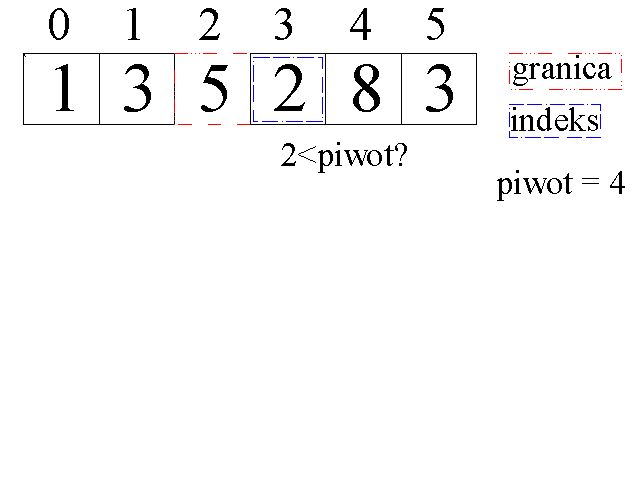 0 1 2 3 4 5
1 3 5 2 8 3
granica
indeks
2<piwot?
piwot = 4